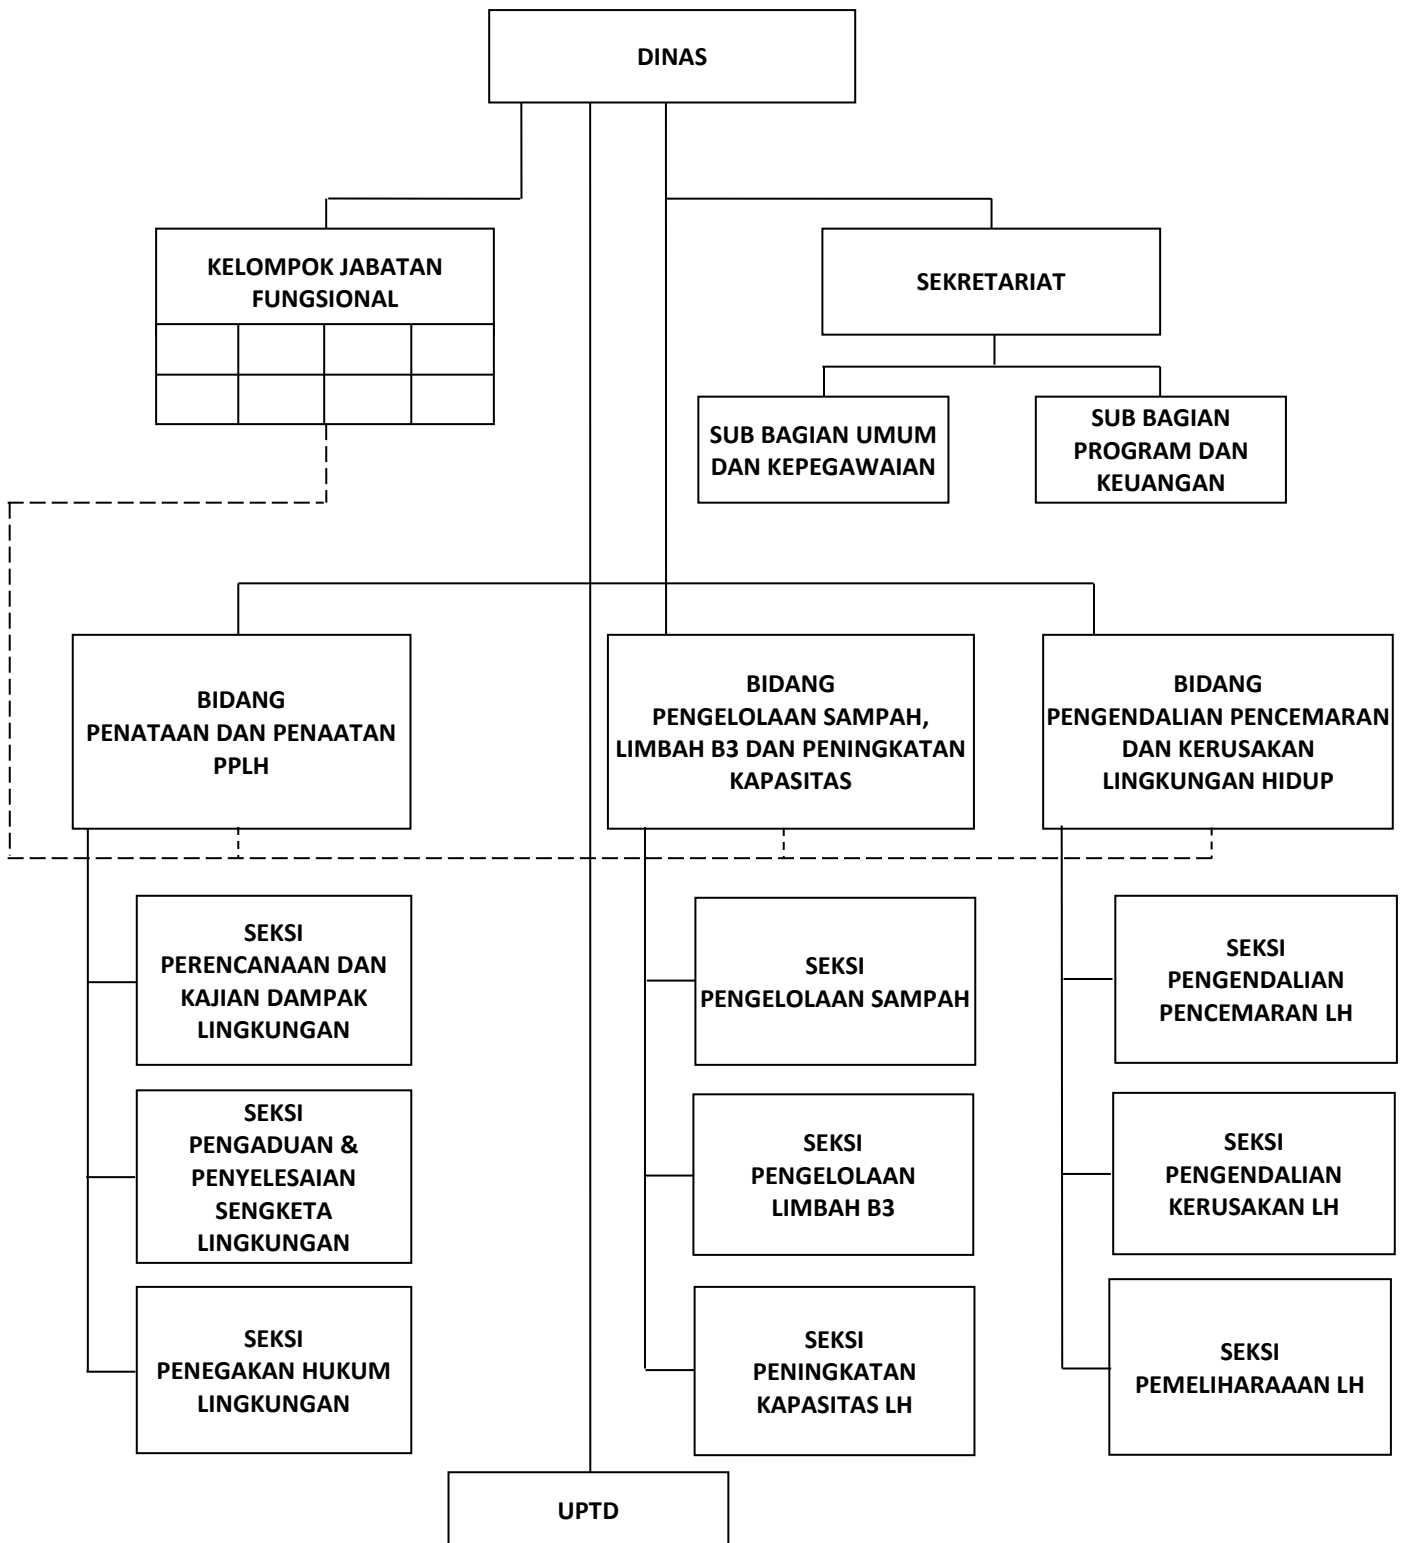 DINAS
KELOMPOK JABATAN
FUNGSIONAL
SEKRETARIAT
SUB BAGIAN UMUM
DAN KEPEGAWAIAN
SUB BAGIAN
PROGRAM DAN
KEUANGAN
BIDANG
PENATAAN DAN PENAATAN
PPLH
BIDANG
PENGELOLAAN SAMPAH,
LIMBAH B3 DAN PENINGKATAN
KAPASITAS
BIDANG
PENGENDALIAN PENCEMARAN
DAN KERUSAKAN
LINGKUNGAN HIDUP
SEKSI
PERENCANAAN DAN
KAJIAN DAMPAK
LINGKUNGAN
SEKSI
PENGELOLAAN SAMPAH
SEKSI
PENGENDALIAN
PENCEMARAN LH
SEKSI
PENGADUAN &
PENYELESAIAN
SENGKETA
LINGKUNGAN
SEKSI
PENGELOLAAN
LIMBAH B3
SEKSI
PENGENDALIAN
KERUSAKAN LH
SEKSI
PENEGAKAN HUKUM
LINGKUNGAN
SEKSI
PENINGKATAN
KAPASITAS LH
SEKSI
PEMELIHARAAAN LH
UPTD